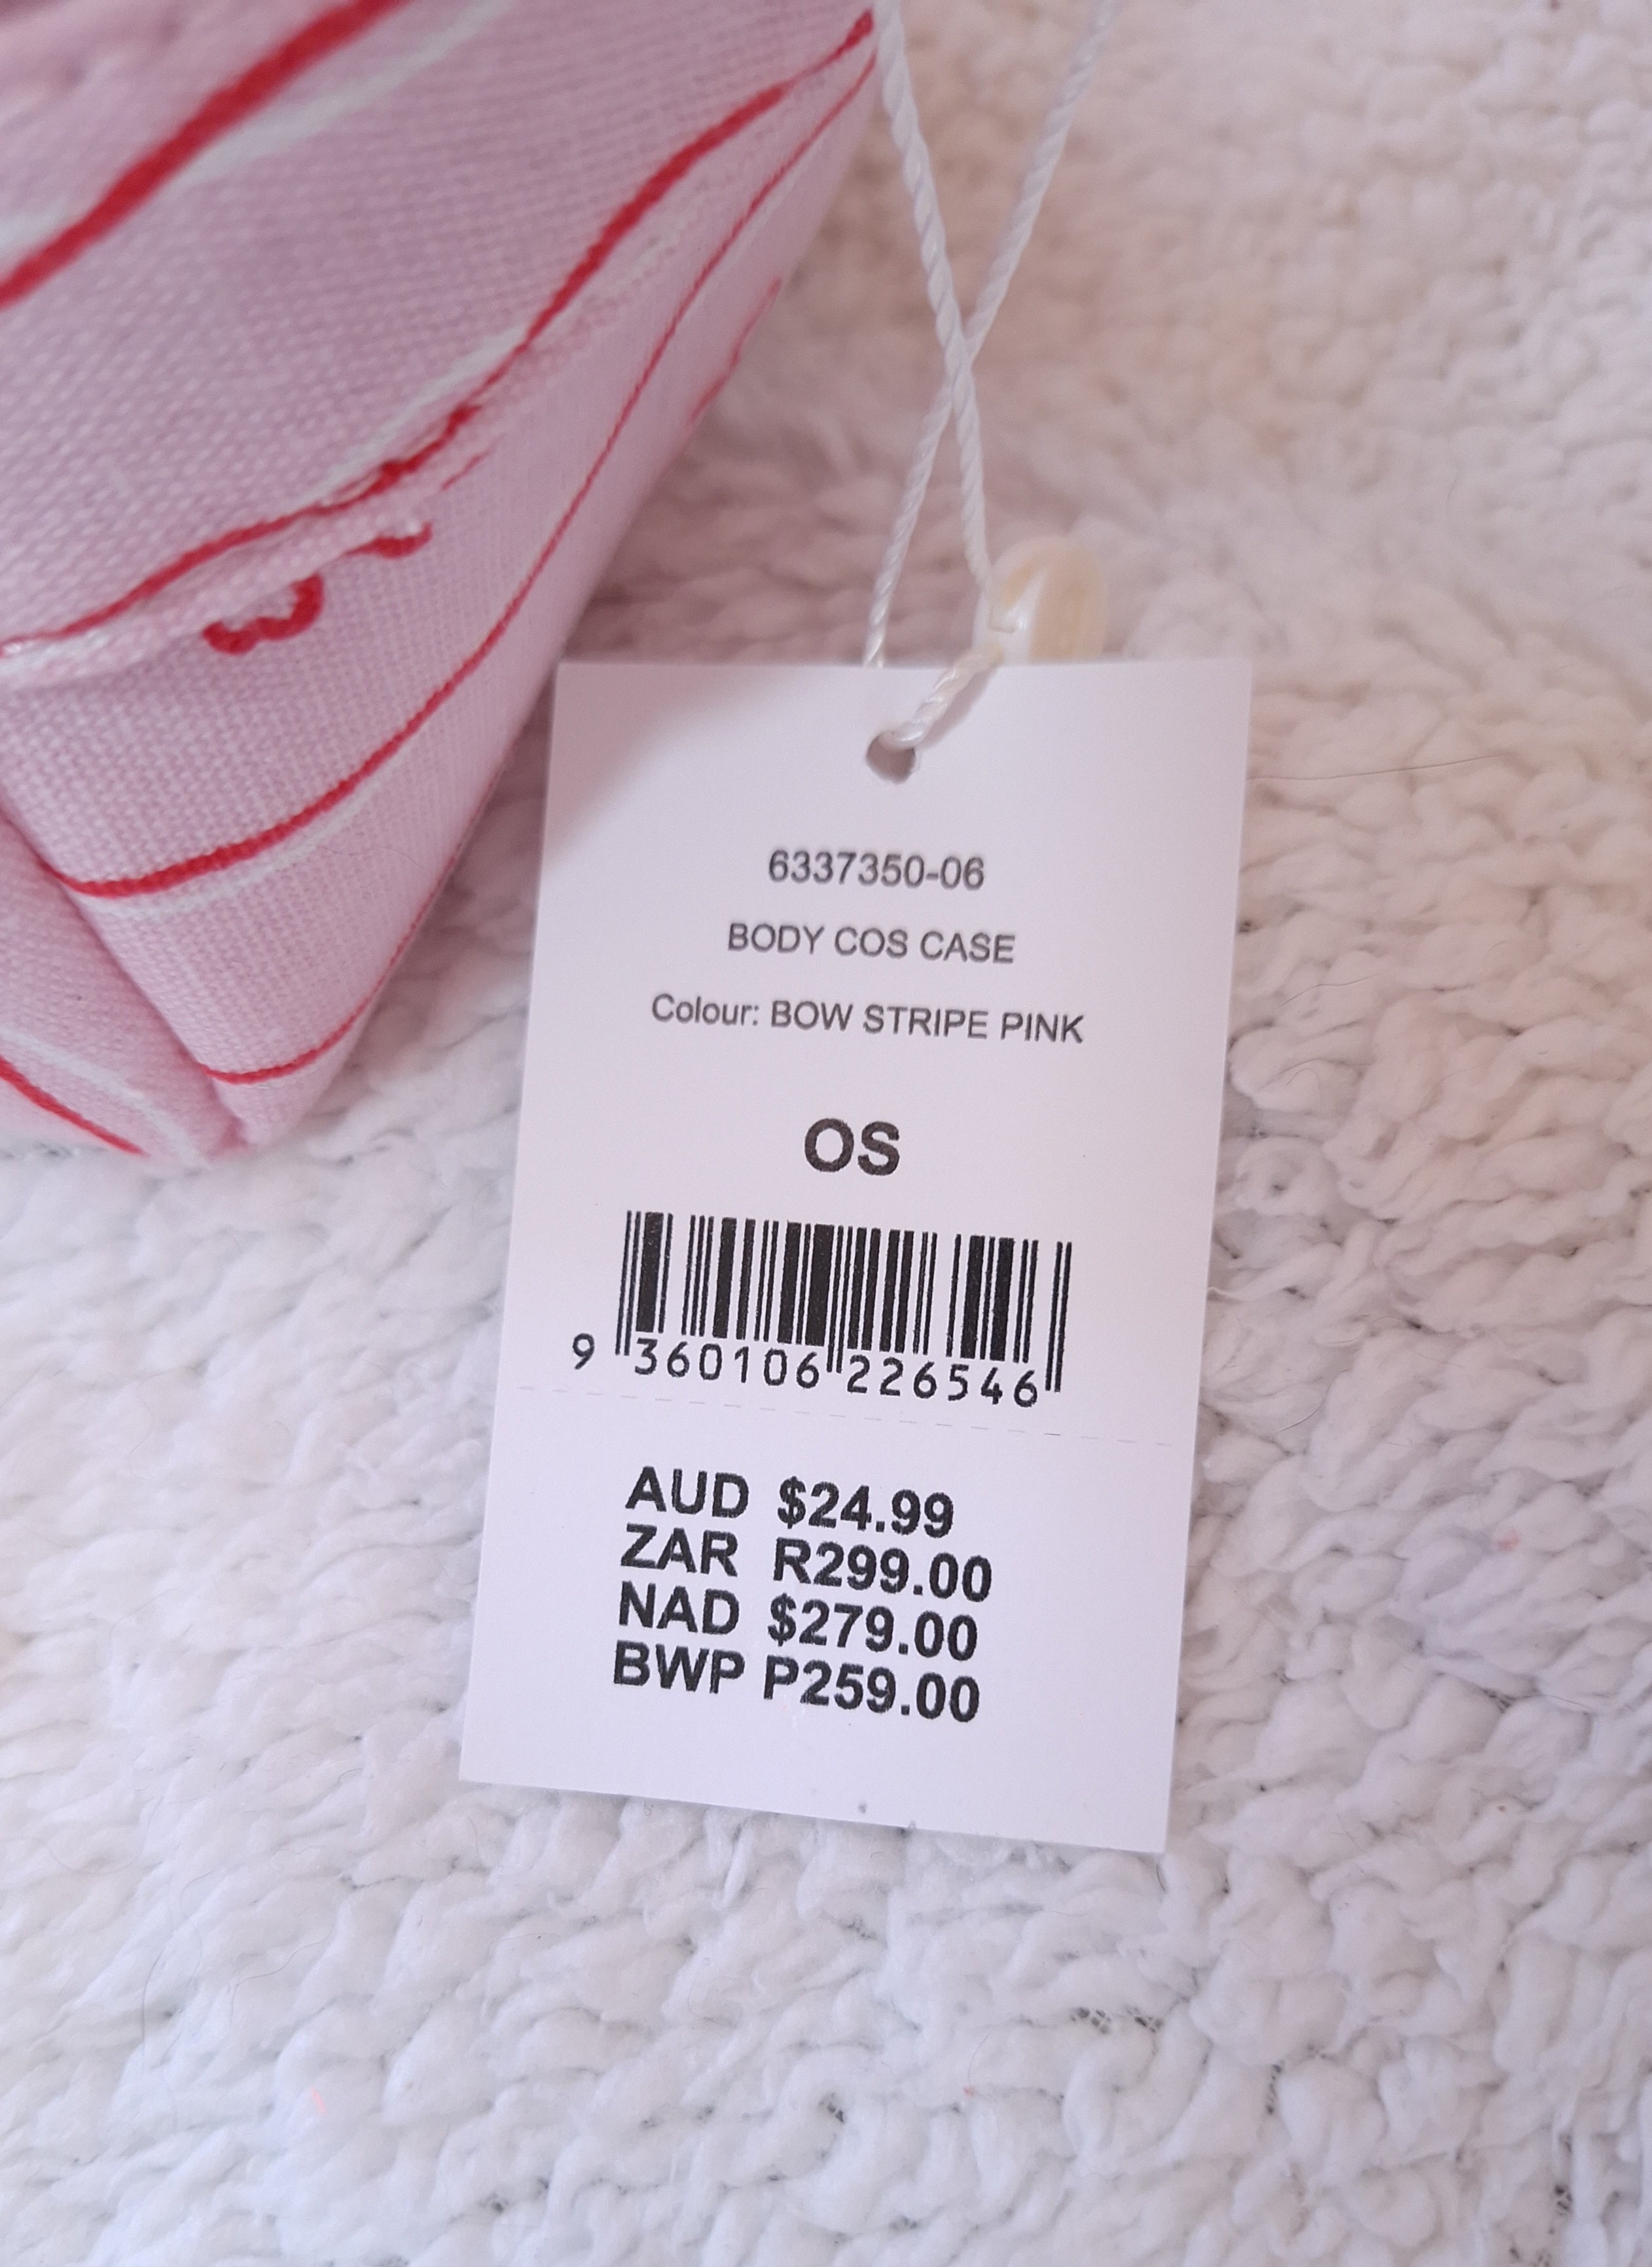 6337350-06
BODY COS CASE
Colour: BOW STRIPE PINK
OS
9 360106 226546
AUD $24.99
ZAR R299.00
NAD $279.00
BWP P259.00